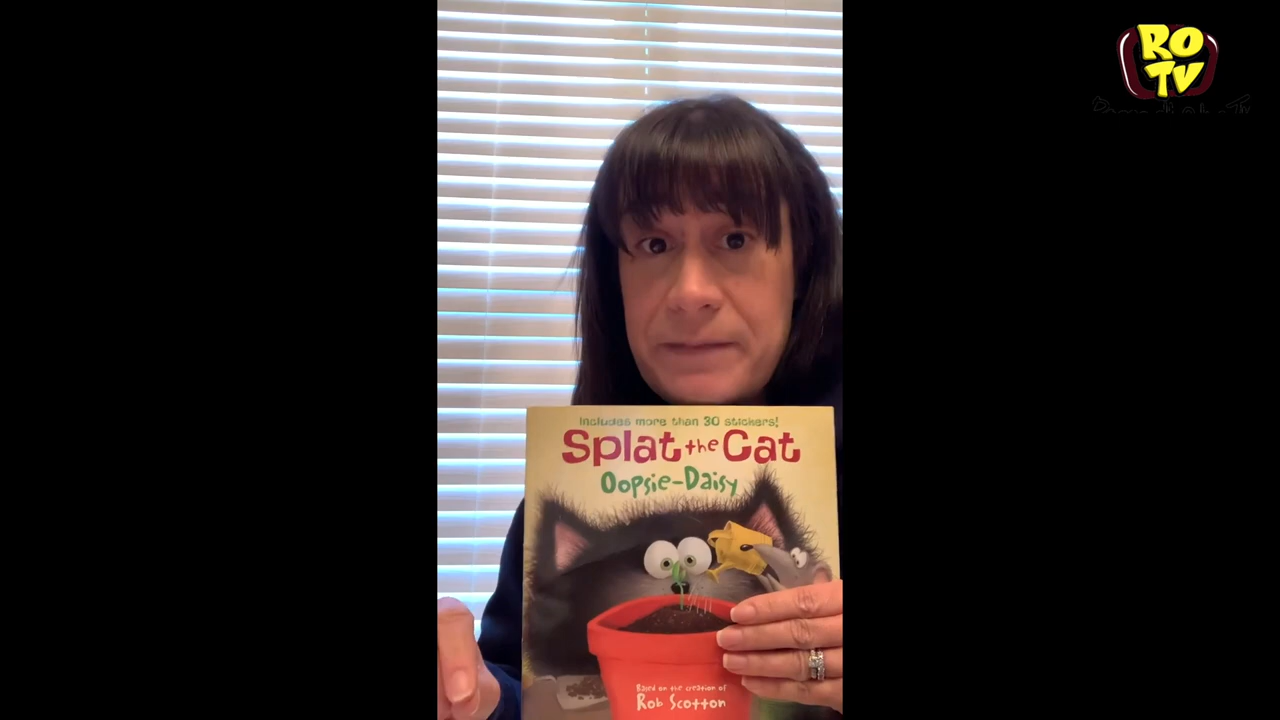 RO
TV
Includes more than 30 stickers!
Splat the Cat
Oopsie-Daisy
Based on the creation of
Rob Scotton